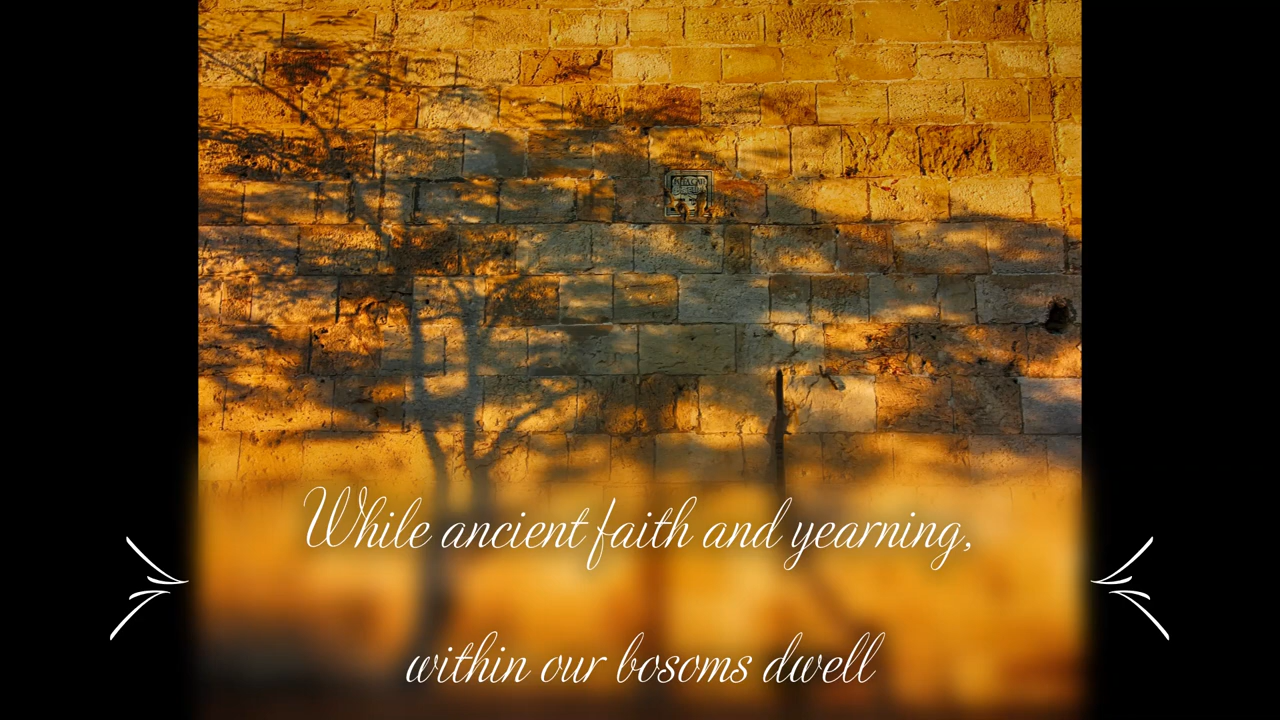 While ancient faith and yearning,
within our bosoms dwell